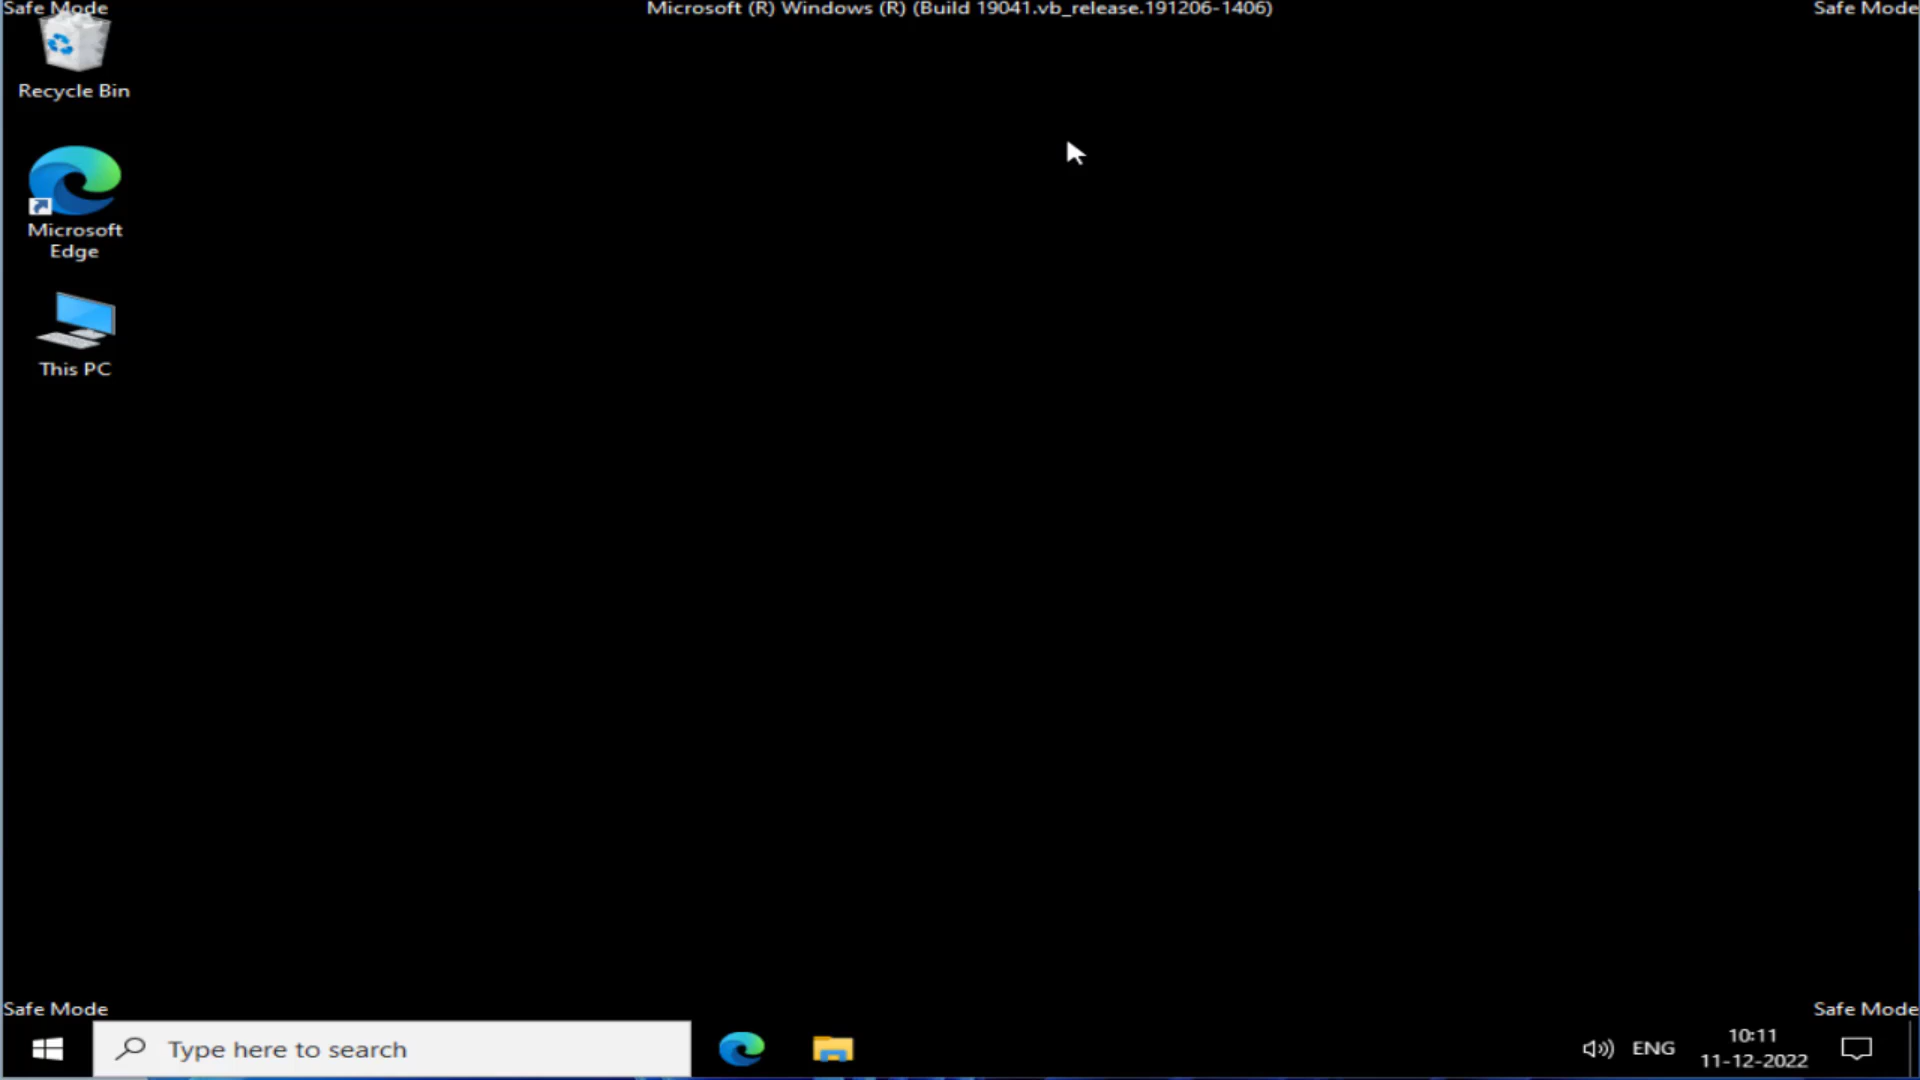 Safe Mode
Microsoft (R) Windows (R) (Build 19041.vb_release.191206-1406)
Safe Mode
Recycle Bin
Microsoft
Edge
This PC
Safe Mode
Safe Mode
Type here to search
ENG
10:11
11-12-2022